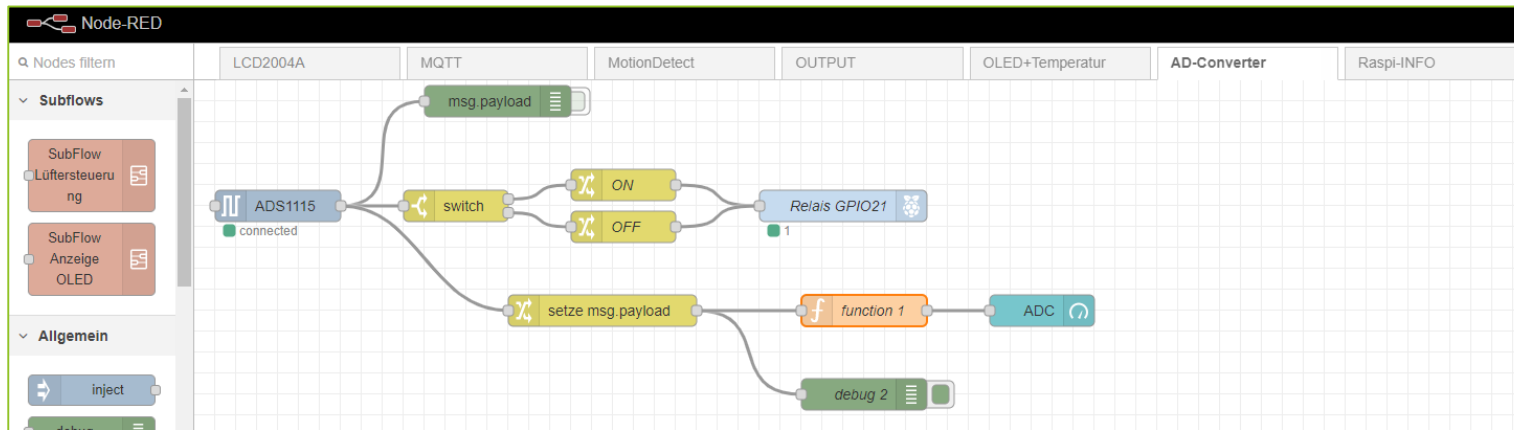 Node-RED
Nodes filtern
LCD2004A
MQTT
MotionDetect
OUTPUT
OLED+Temperatur
AD-Converter
Raspi-INFO
Subflows
SubFlow
Lüftersteueru
ng
SubFlow
Anzeige
OLED
Allgemein
inject
debug
msg.payload
ADS1115
connected
switch
ON
OFF
Relais GPIO21
1
setze msg.payload
function 1
ADC
debug 2